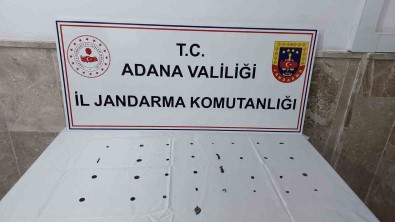 T.C.
ADANA VALİLİĞİ
İL JANDARMA KOMUTANLIĞI